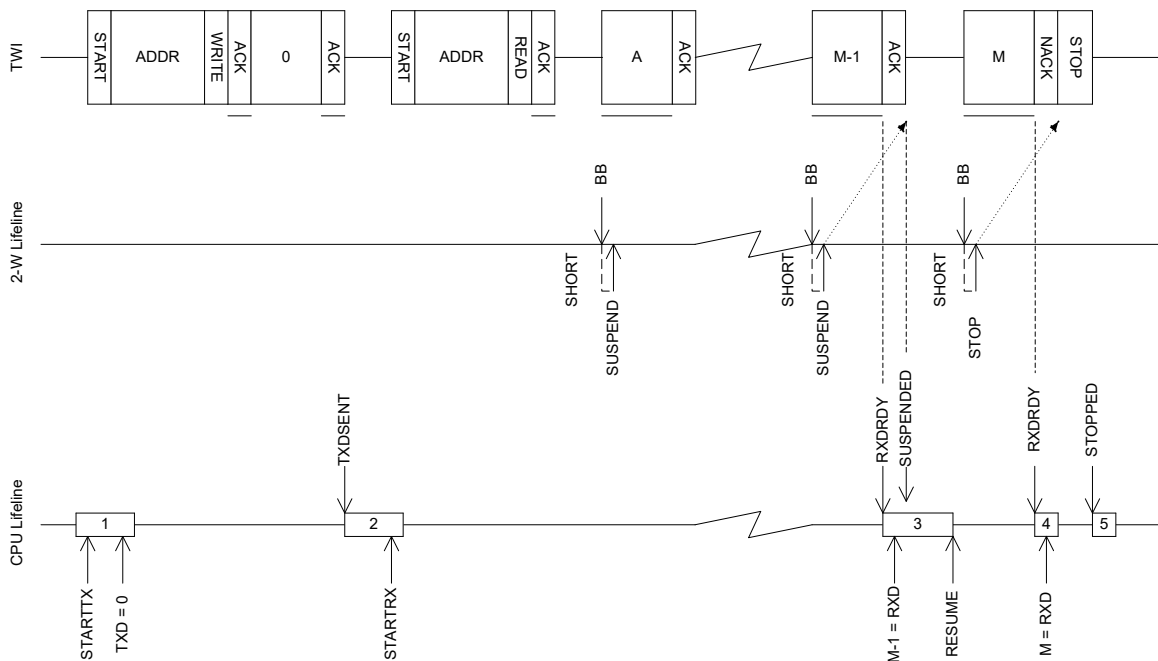 TWI
START
ADDR
WRITE
ACK
0
ACK
START
ADDR
READ
ACK
A
ACK
M-1
ACK
M
NACK
STOP
2-W Lifeline
BB
SHORT
SUSPEND
BB
SHORT
SUSPEND
BB
SHORT
STOP
CPU Lifeline
TXDSENT
RXDRDY
SUSPENDED
RXDRDY
STOPPED
1
2
3
4
5
STARTTX
TXD = 0
STARTRX
M-1 = RXD
RESUME
M = RXD